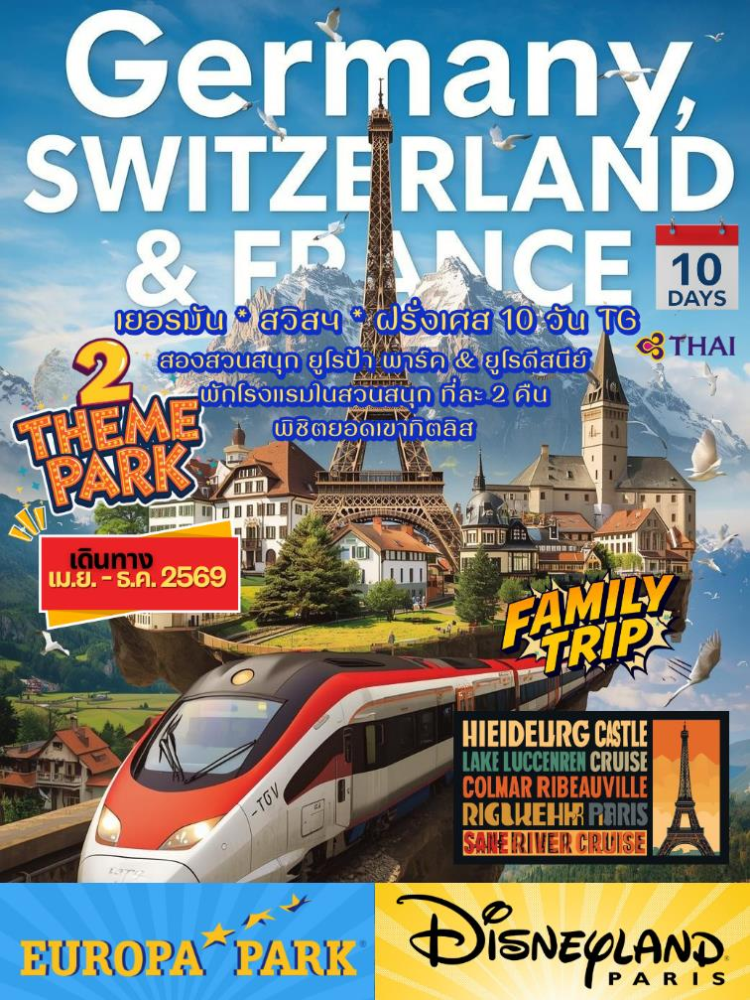 Germany,
SWITZERLAND
& FRANCE
10
DAYS
เยอรมัน * สวิสฯ * ฝรั่งเศส 10 วัน TG
THAI
สองสวนสนุก ยูโรป้า พาร์ค & ยูโรดีสนีย์
พักโรงแรมในสวนสนุก ที่ละ 2 คืน
พิชิตยอดเขาทิตลิส
2
THEME
PARK
เดินทาง
เม.ย. - ธ.ค. 2569
FAMILY
TRIP
HIEIDELIRG CASTLE
LAKE LUCCENREN CRUISE
COLMAR RIBEAUVILLE
PARIS
RIVER CRUISE
TGV
EUROPA PARK
DISNEYLAND
PARIS